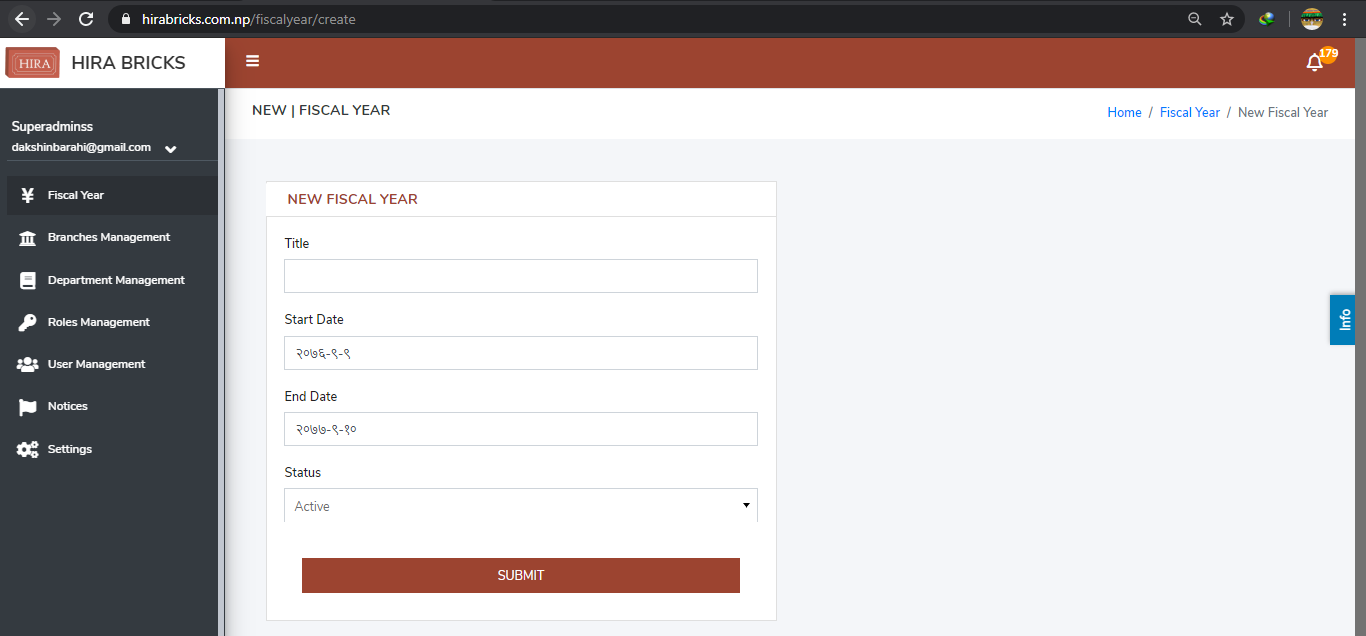 hirabricks.com.np/fiscalyear/create
HIRA
HIRA BRICKS
179
NEW | FISCAL YEAR
Home / Fiscal Year / New Fiscal Year
Superadminss
dakshinbarahi@gmail.com
Fiscal Year
Branches Management
Department Management
Roles Management
User Management
Notices
Settings
NEW FISCAL YEAR
Title
Start Date
२०७६-९-९
End Date
२०७७-९-१०
Status
Active
SUBMIT
Info